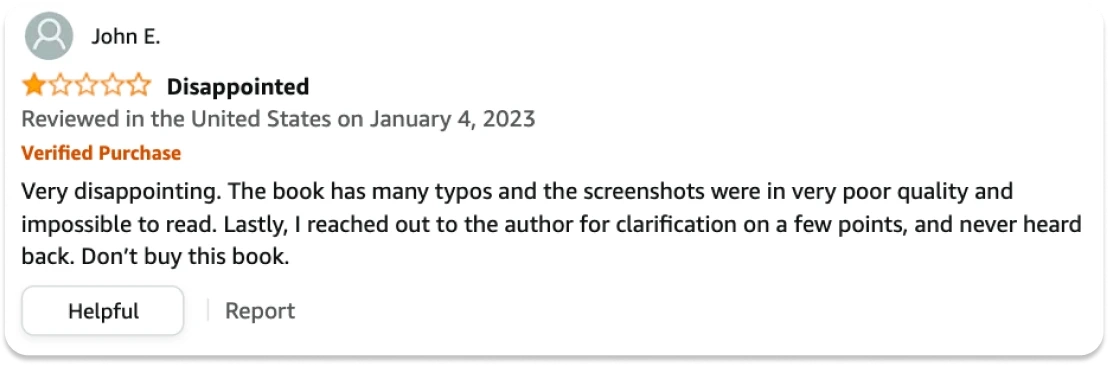 John E.
Disappointed
Reviewed in the United States on January 4, 2023
Verified Purchase
Very disappointing. The book has many typos and the screenshots were in very poor quality and
impossible to read. Lastly, I reached out to the author for clarification on a few points, and never heard
back. Don’t buy this book.
Helpful
Report